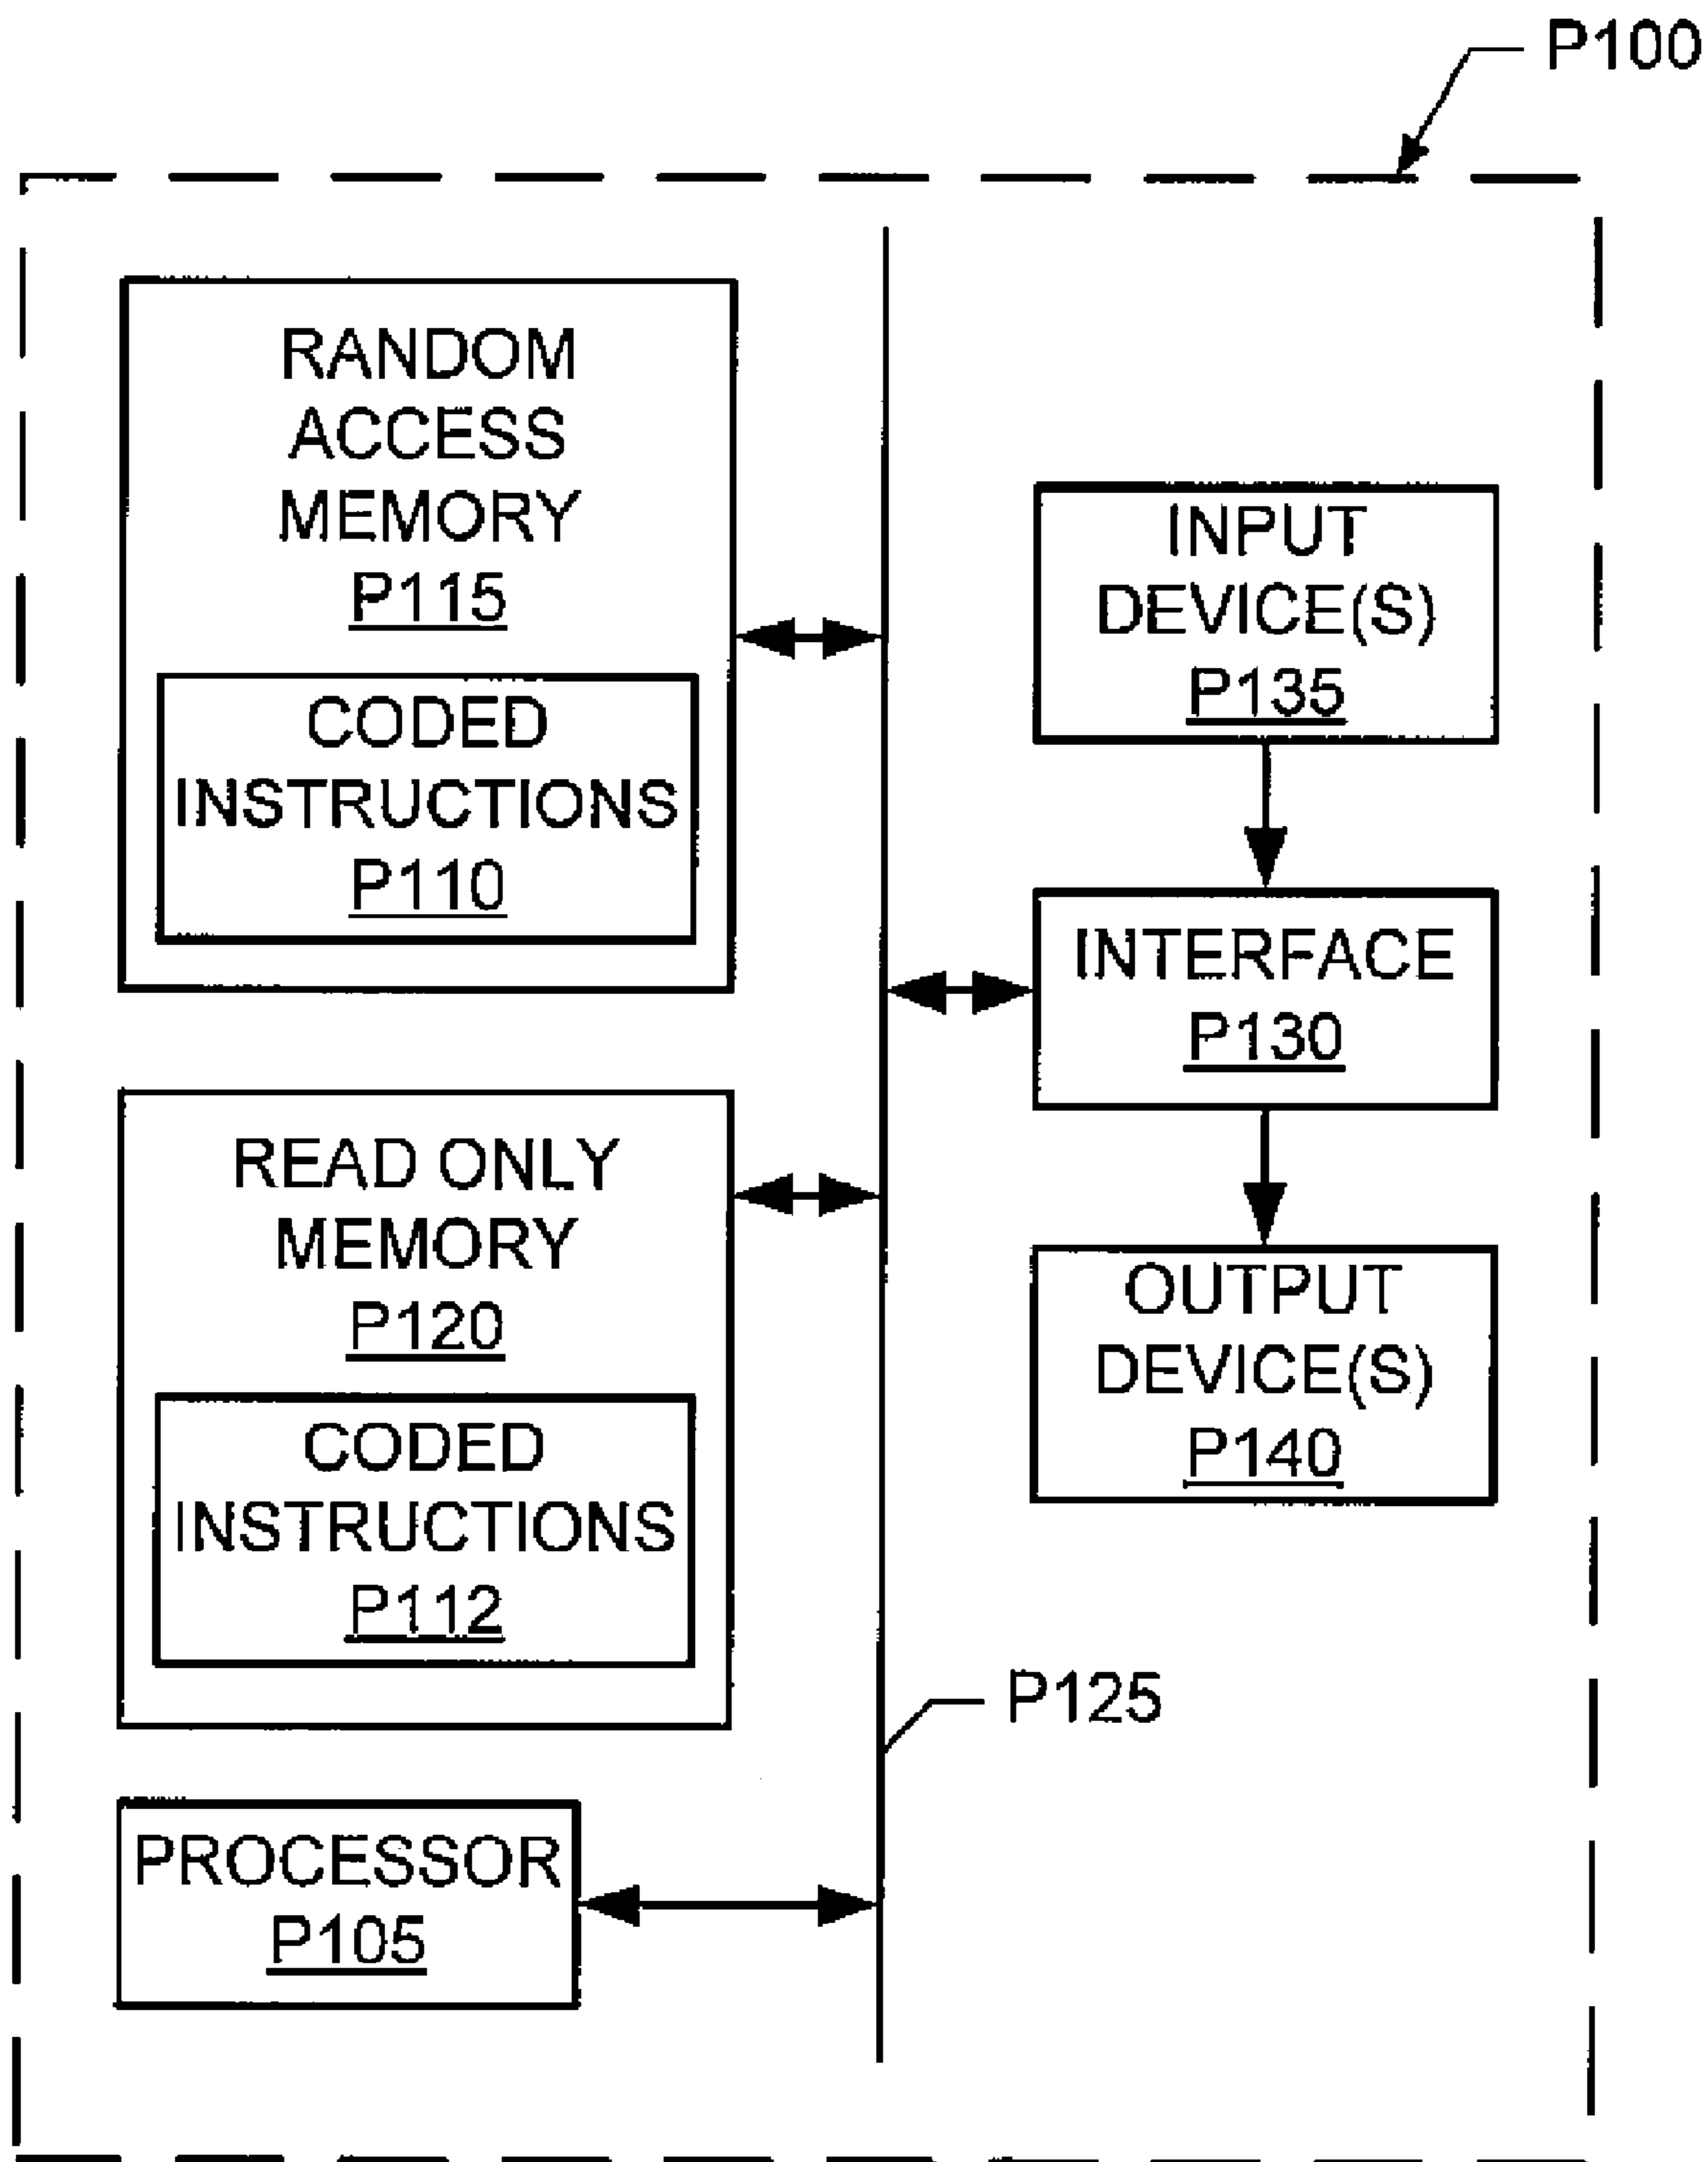 P100
RANDOM
ACCESS
MEMORY
P115
CODED
INSTRUCTIONS
P110
READ ONLY
MEMORY
P120
CODED
INSTRUCTIONS
P112
PROCESSOR
P105
INPUT
DEVICE(S)
P135
INTERFACE
P130
OUTPUT
DEVICE(S)
P140
P125